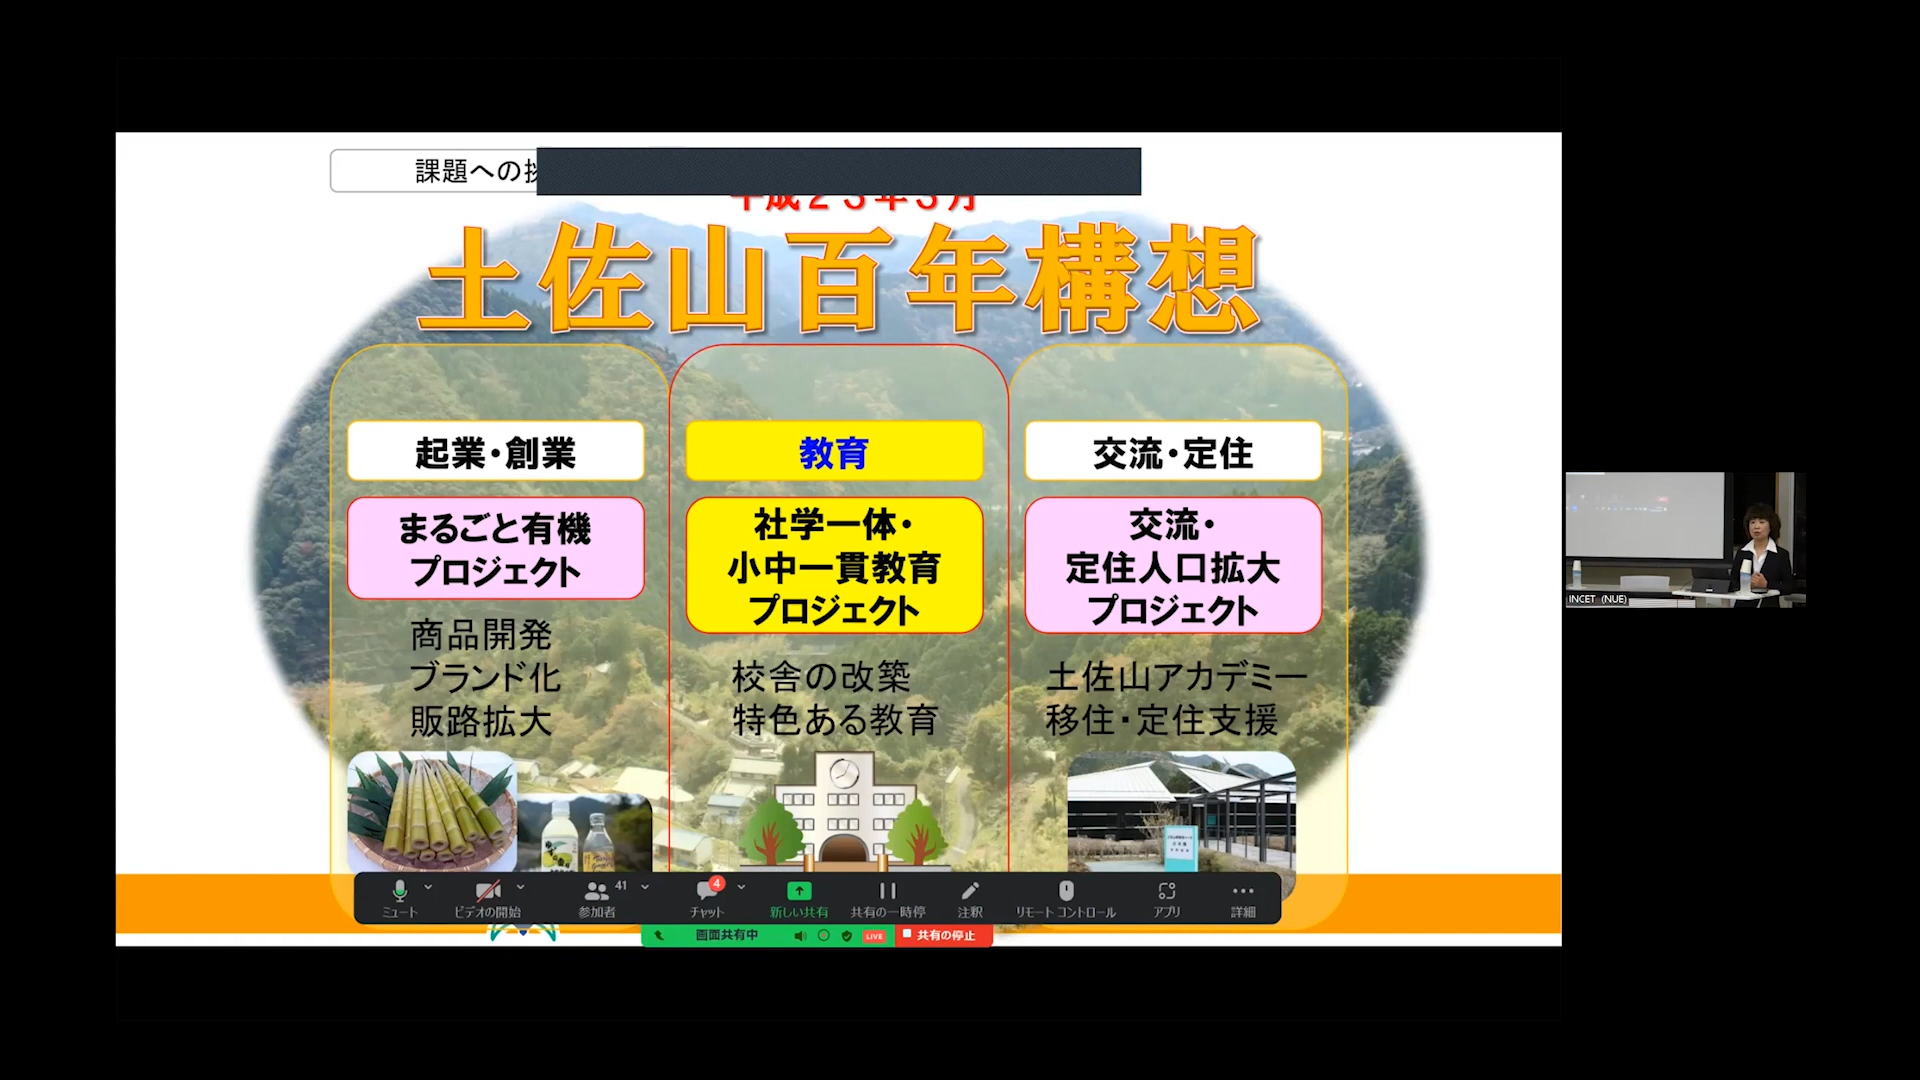 課題への
平成23年3月
土佐山百年構想
起業・創業
教育
交流・定住
まるごと有機
プロジェクト
社学一体・
小中一貫教育
プロジェクト
交流・
定住人口拡大
プロジェクト
商品開発
ブランド化
販路拡大
校舎の改築
特色ある教育
土佐山アカデミー
移住・定住支援
ミュート
ビデオの開始
41
参加者
4
チャット
新しい共有
共有の一時停
注釈
リモート コントロール
アプリ
詳細
画面共有中
LIVE
共有の停止
INCET (NUE)